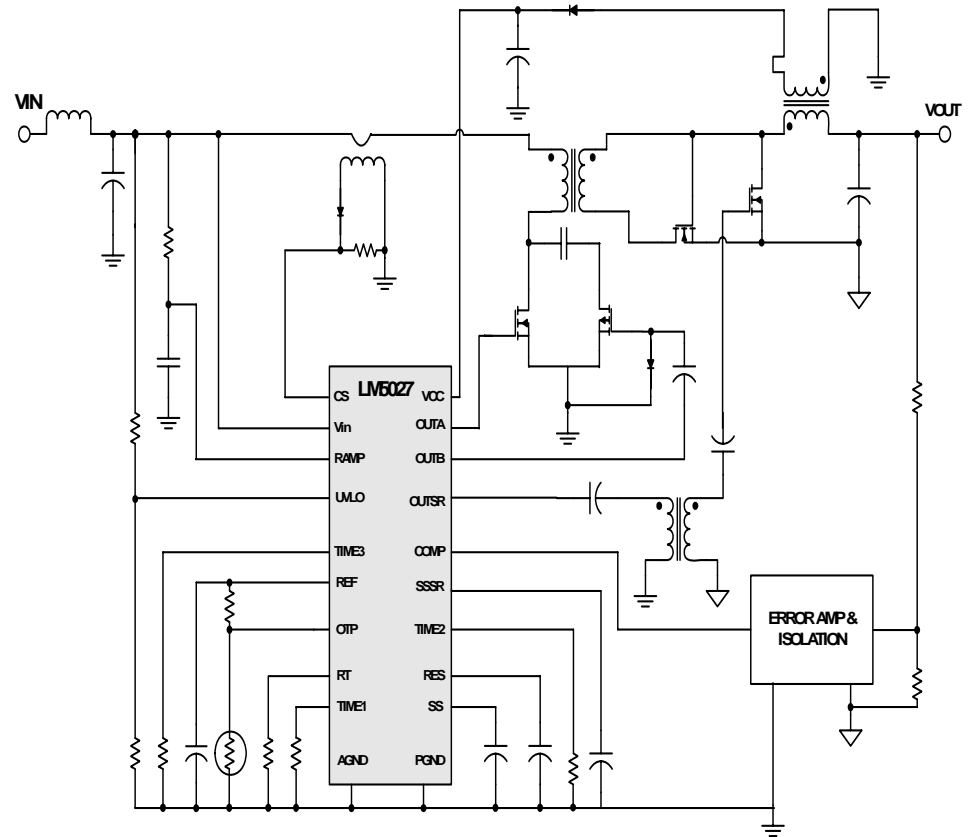 VIN
VOUT
LM5027
CS
VCC
Vin
OUTA
RAMP
OUTB
UVLO
OUTSR
TIME3
COMP
REF
SSSR
OTP
TIME2
RT
RES
TIME1
SS
AGND
PGND
ERROR AMP &
ISOLATION